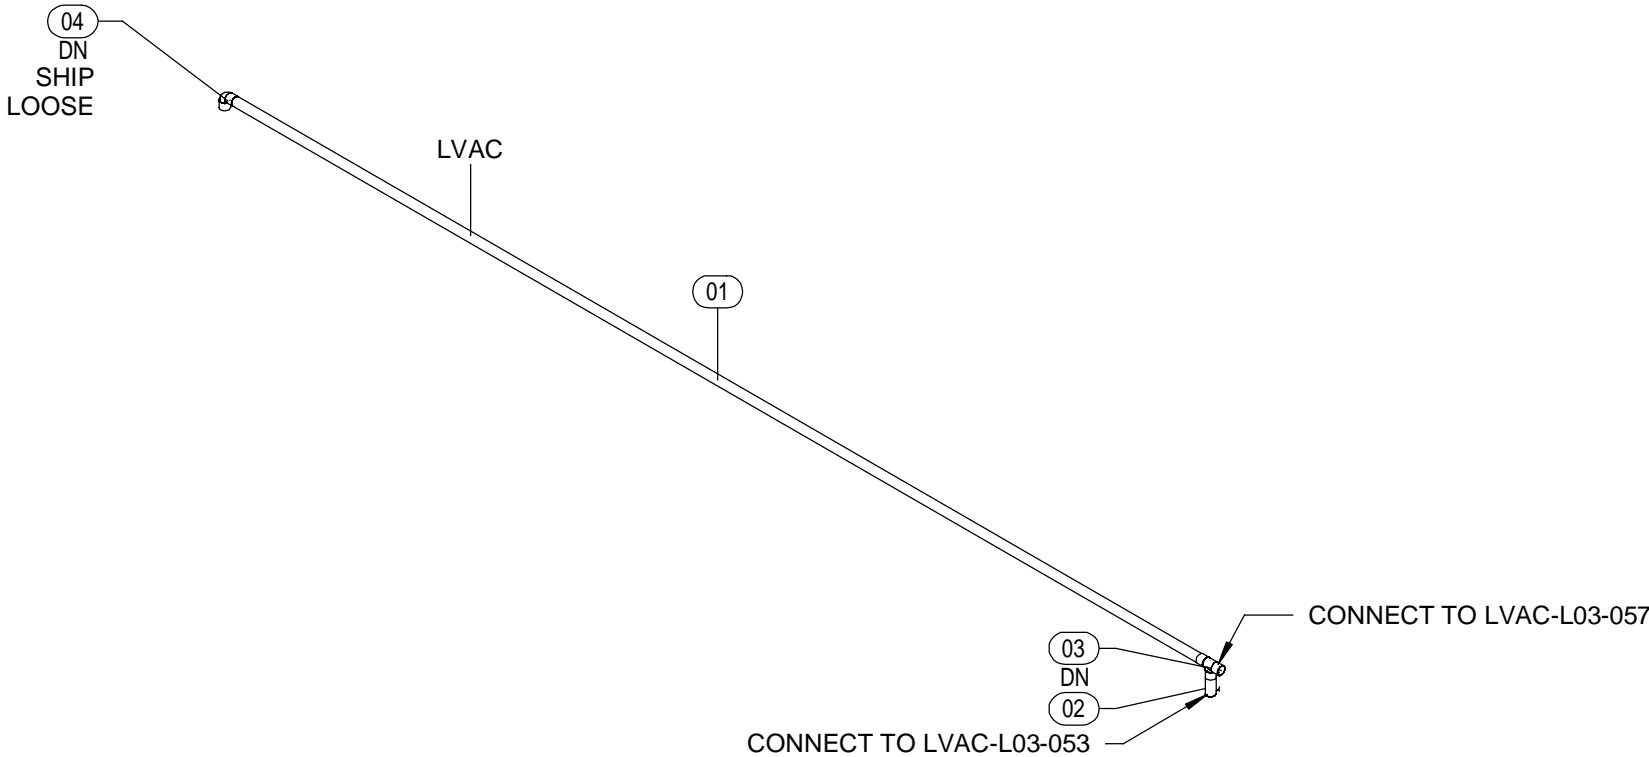 04
DN
SHIP
LOOSE
LVAC
01
CONNECT TO LVAC-L03-057
03
DN
02
CONNECT TO LVAC-L03-053